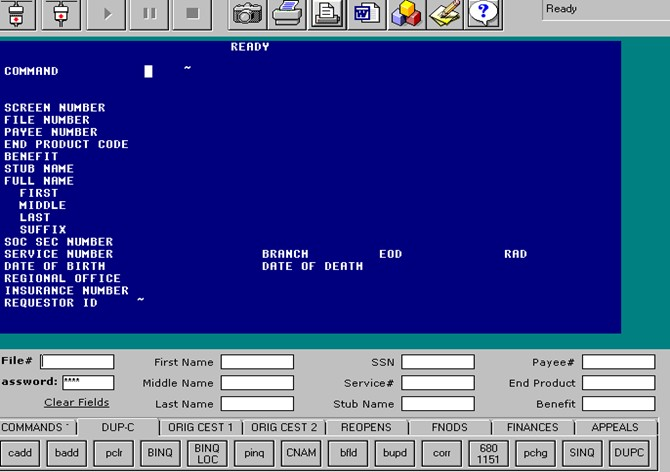 Ready
READY
COMMAND ~
SCREEN NUMBER
FILE NUMBER
PAYEE NUMBER
END PRODUCT CODE
BENEFIT
STUB NAME
FULL NAME
FIRST
MIDDLE
LAST
SUFFIX
SOC SEC NUMBER
SERVICE NUMBER BRANCH EOD RAD
DATE OF BIRTH DATE OF DEATH
REGIONAL OFFICE
INSURANCE NUMBER
REQUESTOR ID ~
File# First Name SSN Payee#
assword: **** Middle Name Service# End Product
Clear Fields Last Name Stub Name Benefit
COMMANDS DUP-C ORIG CEST 1 ORIG CEST 2 REOPENS FNODS FINANCES APPEALS
cadd badd pclr BINQ BINQ LOC pinq CNAM bfld bupd corr 680 1151 pchg SINQ DUPC